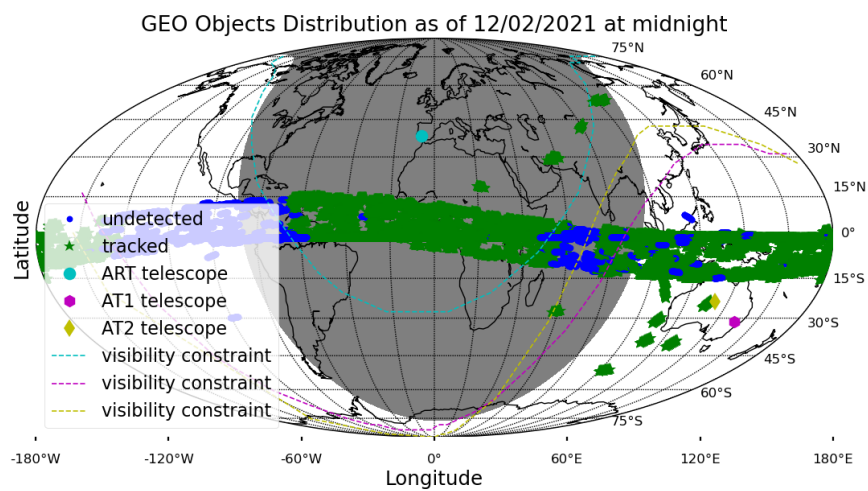 GEO Objects Distribution as of 12/02/2021 at midnight
75°N
60°N
45°N
30°N
15°N
0°
15°S
30°S
45°S
60°S
75°S
Latitude
undetected
tracked
ART telescope
AT1 telescope
AT2 telescope
visibility constraint
visibility constraint
visibility constraint
-180°W -120°W -60°W 0° 60°E 120°E 180°E
Longitude